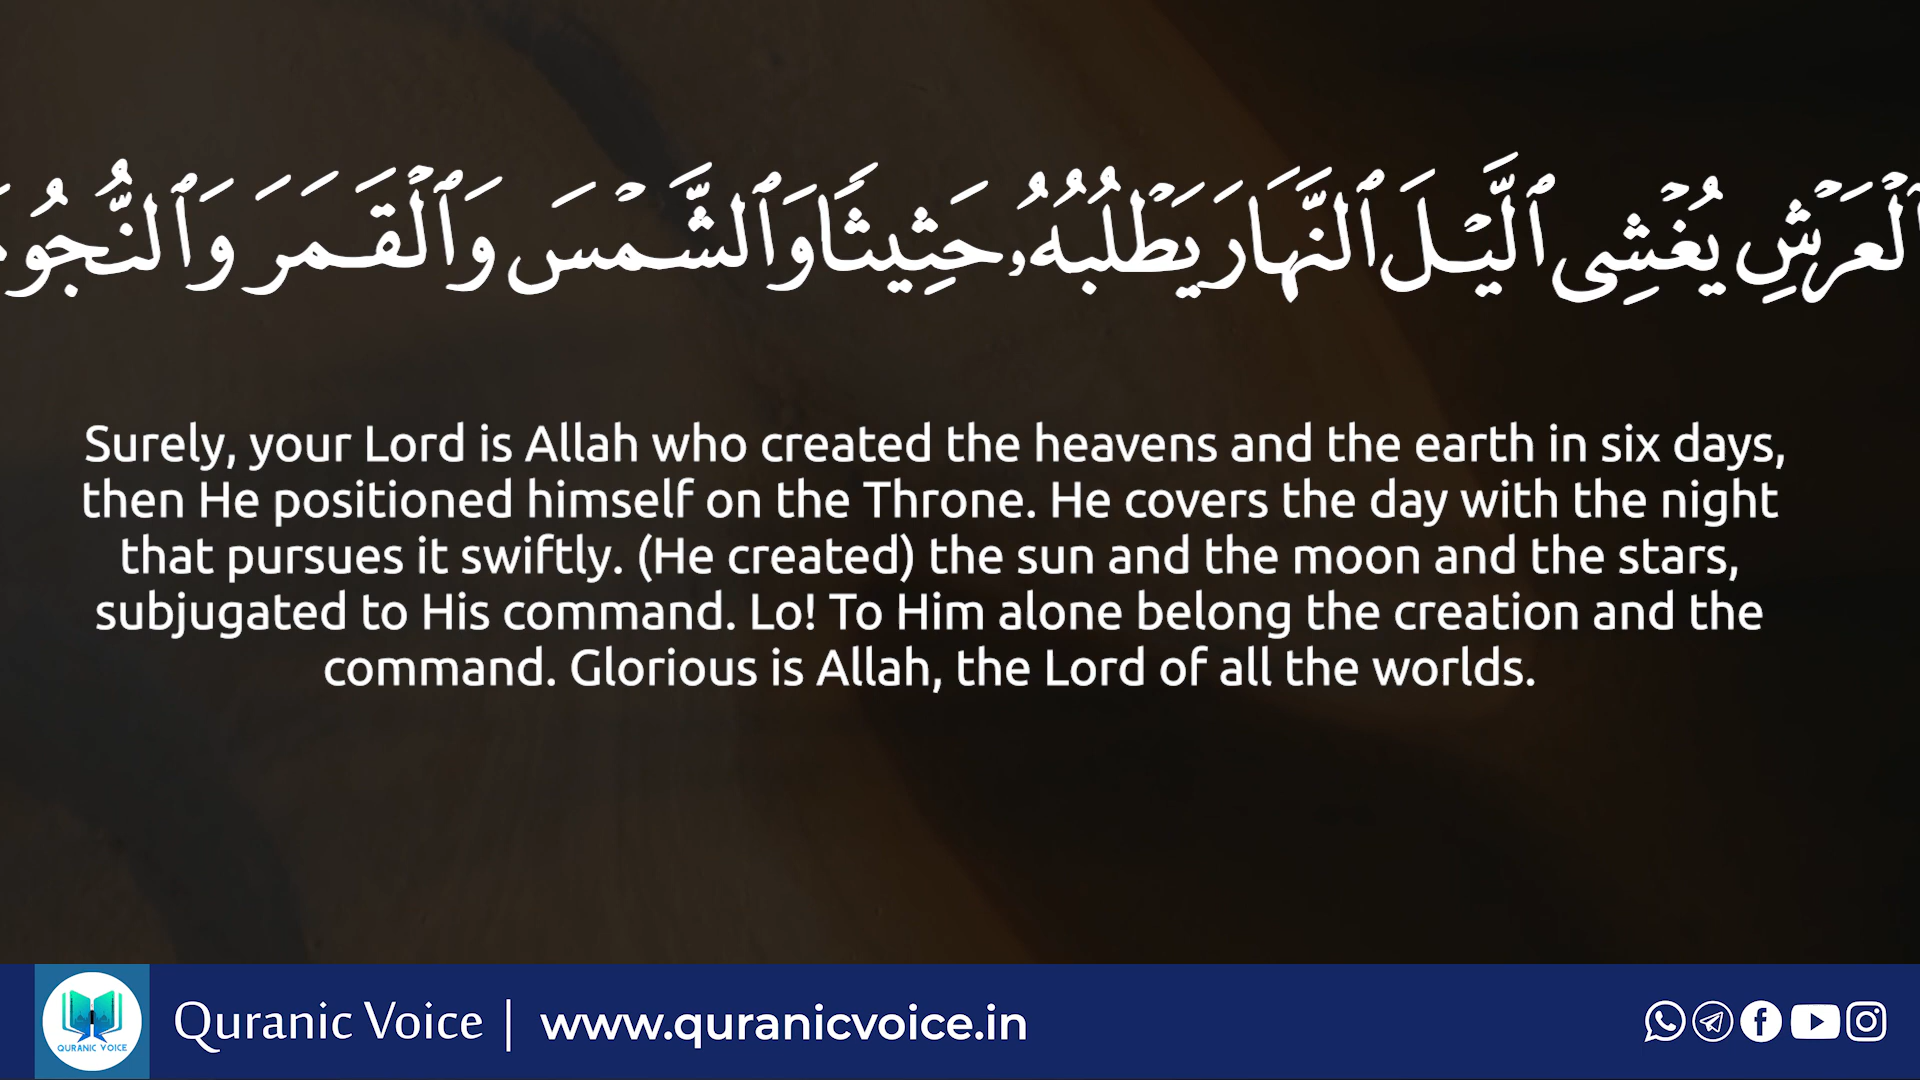 ٱلْعَرْشِ يُغْشِى ٱلَّيْلَ ٱلنَّهَارَ يَطْلُبُهُۥ حَثِيثًا وَٱلشَّمْسَ وَٱلْقَمَرَ وَٱلنُّجُومَ
Surely, your Lord is Allah who created the heavens and the earth in six days,
then He positioned himself on the Throne. He covers the day with the night
that pursues it swiftly. (He created) the sun and the moon and the stars,
subjugated to His command. Lo! To Him alone belong the creation and the
command. Glorious is Allah, the Lord of all the worlds.
QURANIC VOICE
Quranic Voice | www.quranicvoice.in